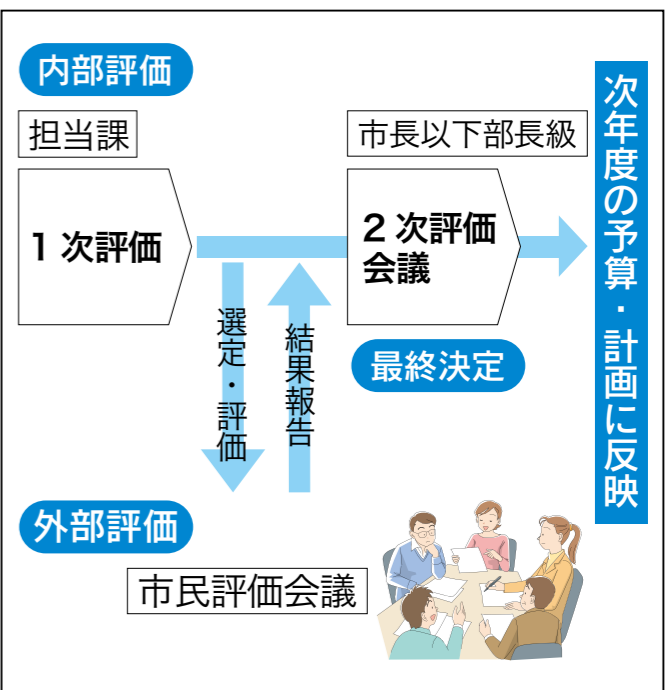 内部評価
担当課
1 次評価
市長以下部長級
2 次評価
会議
最終決定
次年度の予算・計画に反映
選定・評価
結果報告
外部評価
市民評価会議